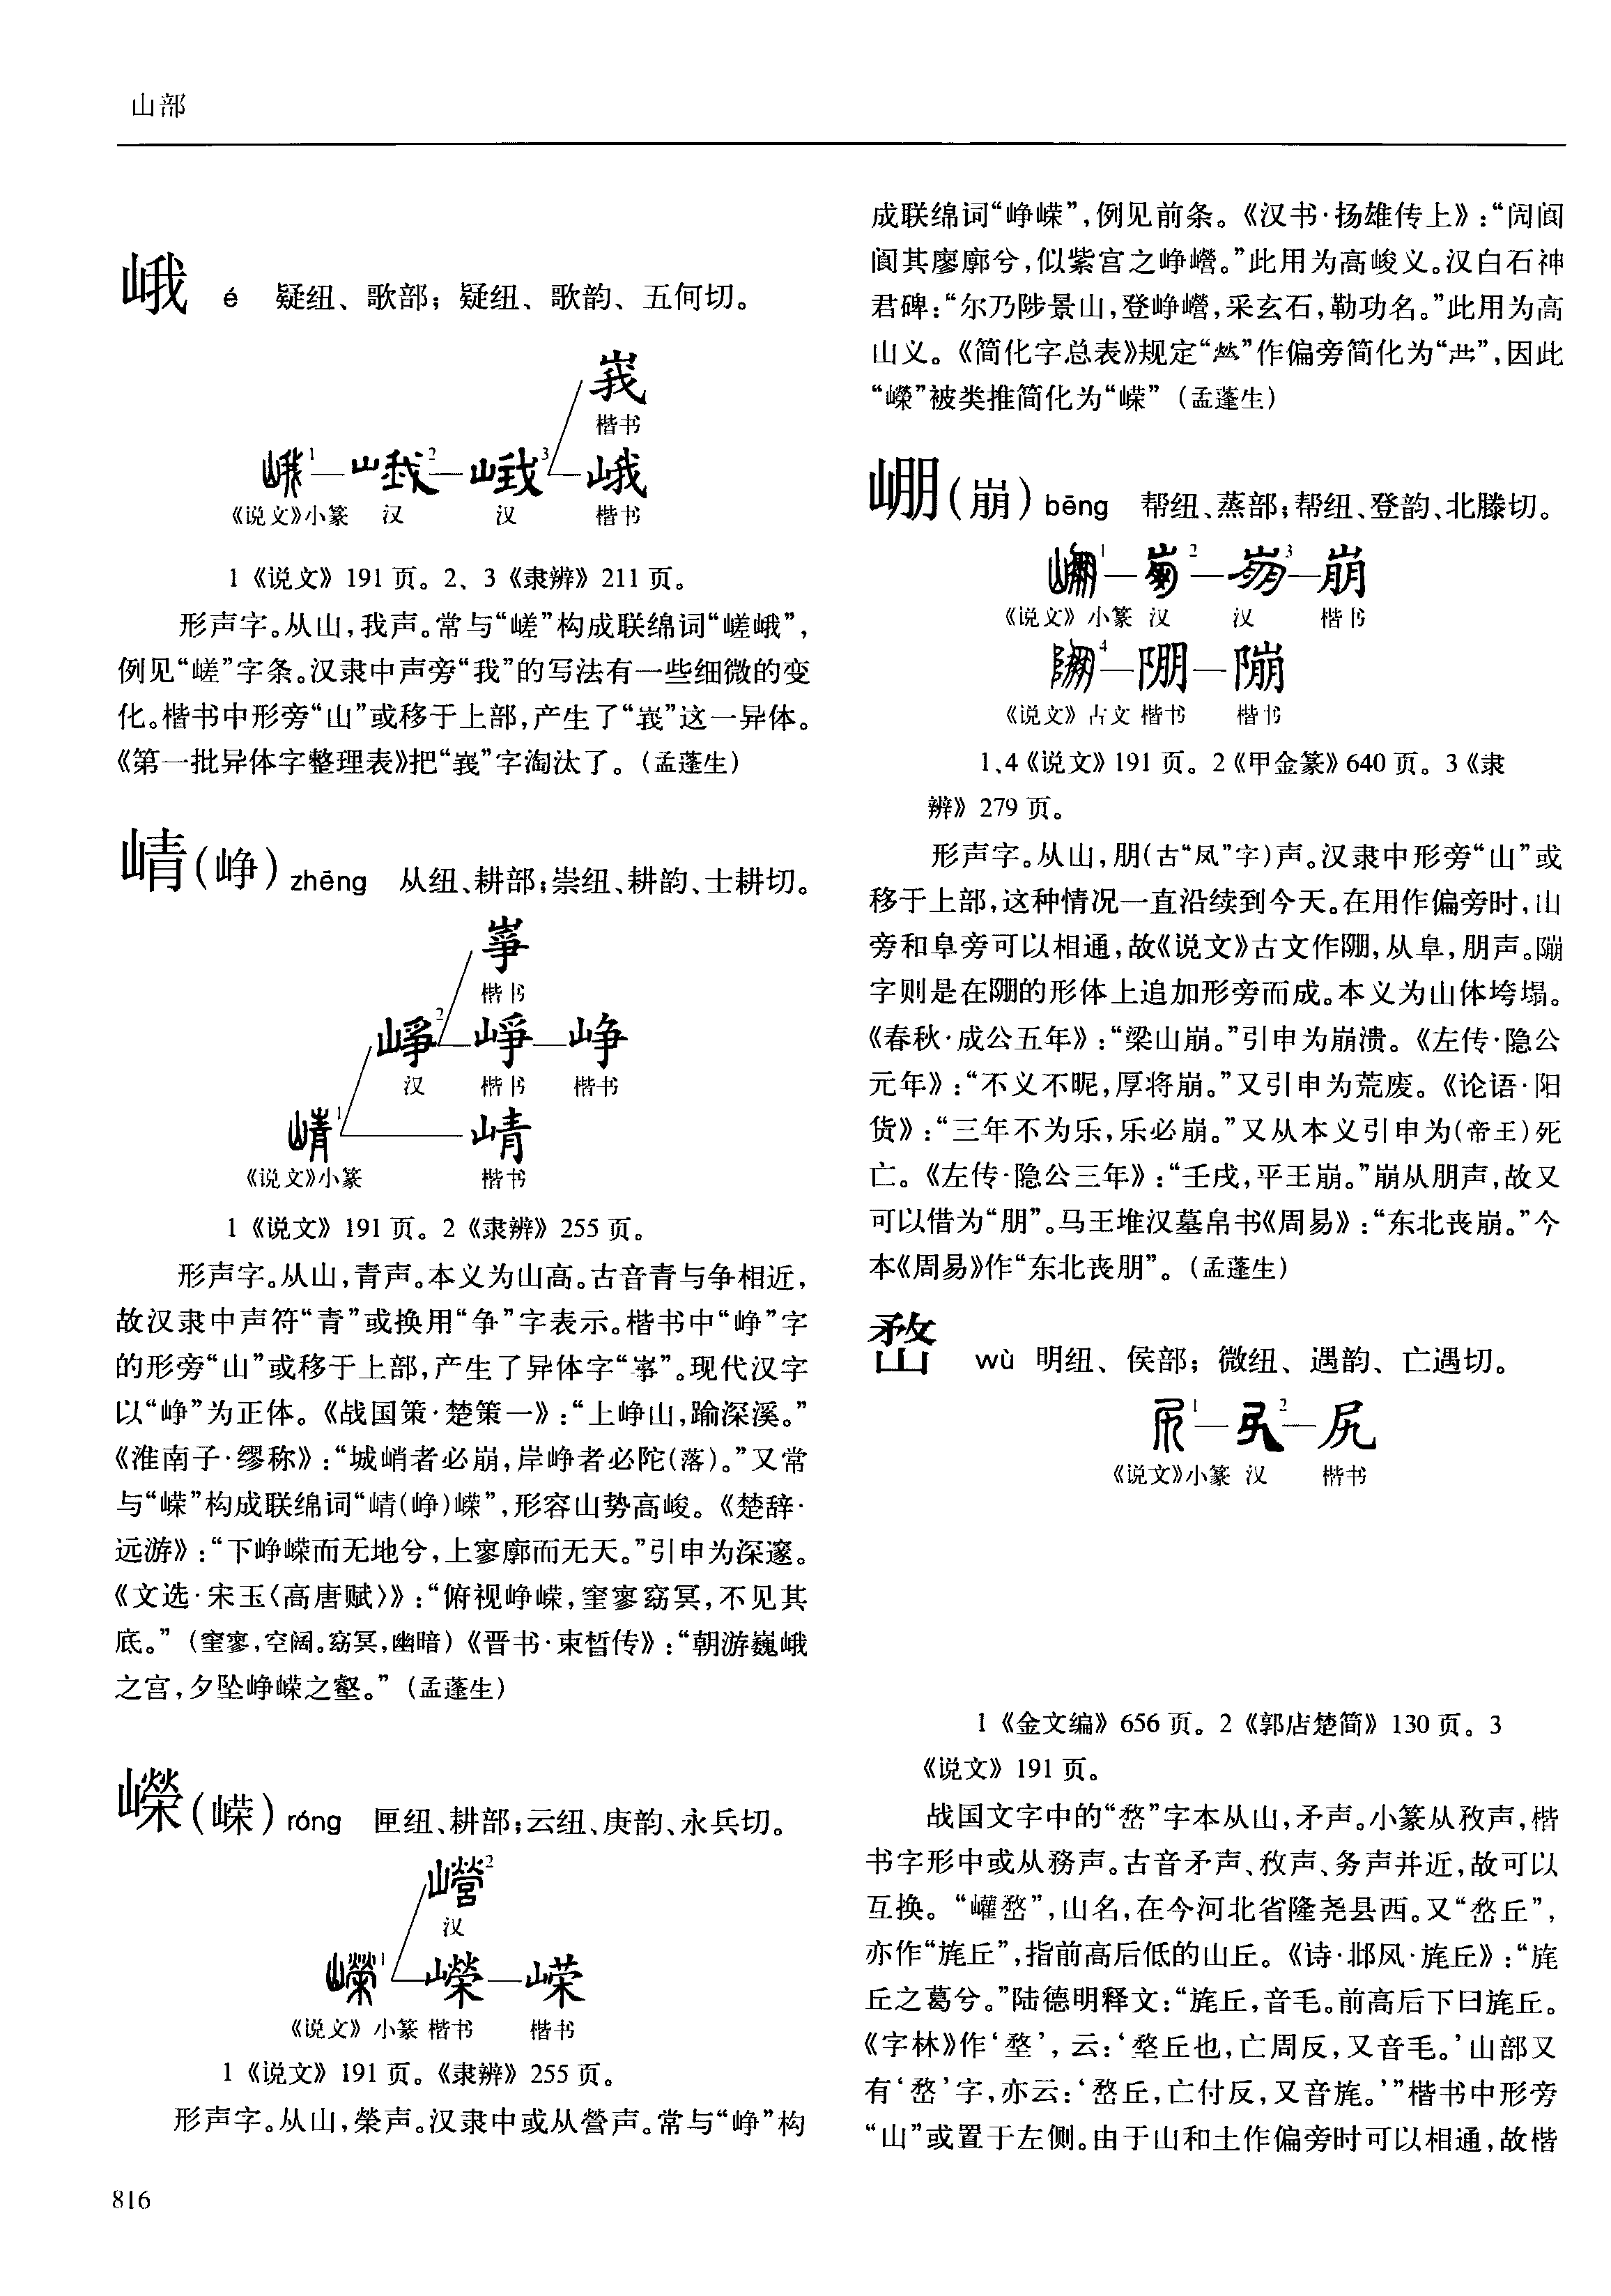 山部
峨 é 疑纽、歌部；疑纽、歌韵、五何切。
峩
楷书
峨1—峨2—峨3—峨
《说文》小篆 汉 汉 楷书
1《说文》191页。2、3《隶辨》211页。
形声字。从山，我声。常与“嵯”构成联绵词“嵯峨”，
例见“嵯”字条。汉隶中声旁“我”的写法有一些细微的变
化。楷书中形旁“山”或移于上部，产生了“峩”这一异体。
《第一批异体字整理表》把“峩”字淘汰了。（孟蓬生）
崝（峥）zhēng 从纽、耕部；崇纽、耕韵、士耕切。
崢
楷书
崢2—崢—峥
汉 楷书 楷书
崝1—崝
《说文》小篆 楷书
1《说文》191页。2《隶辨》255页。
形声字。从山，青声。本义为山高。古音青与争相近，
故汉隶中声符“青”或换用“争”字表示。楷书中“峥”字
的形旁“山”或移于上部，产生了异体字“崒”。现代汉字
以“峥”为正体。《战国策·楚策一》：“上峥山，踰深溪。”
《淮南子·缪称》：“城峭者必崩，岸峥者必陀（落）。”又常
与“嵘”构成联绵词“崝（峥）嵘”，形容山势高峻。《楚辞·
远游》：“下峥嵘而无地兮，上寥廓而无天。”引申为深邃。
《文选·宋玉〈高唐赋〉》：“俯视峥嵘，窐寥窈冥，不见其
底。”（窐寥，空阔。窈冥，幽暗）《晋书·束晳传》：“朝游巍峨
之宫，夕坠峥嵘之壑。”（孟蓬生）
嶸（嵘）róng 匣纽、耕部；云纽、庚韵、永兵切。
巆2
汉
嶸1—嶸—嵘
《说文》小篆 楷书 楷书
1《说文》191页。《隶辨》255页。
形声字。从山，榮声。汉隶中或从營声。常与“峥”构
成联绵词“峥嵘”，例见前条。《汉书·扬雄传上》：“闶阆
阆其廖廓兮，似紫宫之峥巆。”此用为高峻义。汉白石神
君碑：“尔乃陟景山，登峥巆，采玄石，勒功名。”此用为高
山义。《简化字总表》规定“𤇾”作偏旁简化为“𫇦”，因此
“嶸”被类推简化为“嵘”（孟蓬生）
㟟（崩）bēng 帮纽、蒸部；帮纽、登韵、北滕切。
㟟1—崩2—崩3—崩
《说文》小篆 汉 汉 楷书
堋4—𨹹—𨻱
《说文》古文 楷书 楷书
1、4《说文》191页。2《甲金篆》640页。3《隶
辨》279页。
形声字。从山，朋（古“凤”字）声。汉隶中形旁“山”或
移于上部，这种情况一直沿续到今天。在用作偏旁时，山
旁和阜旁可以相通，故《说文》古文作𨹹，从阜，朋声。𨻱
字则是在𨹹的形体上追加形旁而成。本义为山体垮塌。
《春秋·成公五年》：“梁山崩。”引申为崩溃。《左传·隐公
元年》：“不义不昵，厚将崩。”又引申为荒废。《论语·阳
货》：“三年不为乐，乐必崩。”又从本义引申为（帝王）死
亡。《左传·隐公三年》：“壬戌，平王崩。”崩从朋声，故又
可以借为“朋”。马王堆汉墓帛书《周易》：“东北丧崩。”今
本《周易》作“东北丧朋”。（孟蓬生）
嵍 wù 明纽、侯部；微纽、遇韵、亡遇切。
尻1—尻2—尻
《说文》小篆 汉 楷书
1《金文编》656页。2《郭店楚简》130页。3
《说文》191页。
战国文字中的“嵍”字本从山，矛声。小篆从敄声，楷
书字形中或从務声。古音矛声、敄声、务声并近，故可以
互换。“巏嵍”，山名，在今河北省隆尧县西。又“嵍丘”，
亦作“旄丘”，指前高后低的山丘。《诗·邶风·旄丘》：“旄
丘之葛兮。”陆德明释文：“旄丘，音毛。前高后下曰旄丘。
《字林》作‘堥’，云：‘堥丘也，亡周反，又音毛。’山部又
有‘嵍’字，亦云：‘嵍丘，亡付反，又音旄。’”楷书中形旁
“山”或置于左侧。由于山和土作偏旁时可以相通，故楷
816